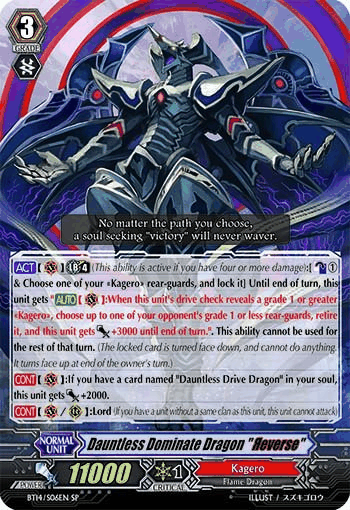 3
GRADE
No matter the path you choose,
a soul seeking "victory" will never waver.
ACT【 】 4 (This ability is active if you have four or more damage):[ 1
& Choose one of your «Kagero» rear-guards, and lock it] Until end of turn, this
unit gets "AUTO【 】:When this unit's drive check reveals a grade 1 or greater
«Kagero», choose up to one of your opponent's grade 1 or less rear-guards, retire
it, and this unit gets +3000 until end of turn.". This ability cannot be used for
the rest of that turn. (The locked card is turned face down, and cannot do anything.
It turns face up at end of the owner's turn.)
CONT【 】:If you have a card named "Dauntless Drive Dragon" in your soul,
this unit gets +2000.
CONT【 / 】:Lord (If you have a unit without a same clan as this unit, this unit cannot attack)
NORMAL
UNIT
Dauntless Dominate Dragon "Яeverse"
POWER
11000
1
CRITICAL
Kagero
Flame Dragon
BT14/S06EN SP
ILLUST / スズキゴロウ